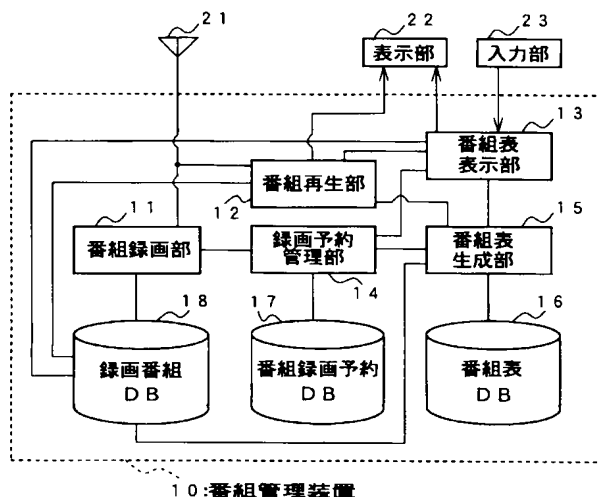 21
22
23
表示部
入力部
13
番組表
表示部
番組再生部
12
11
15
番組録画部
録画予約
管理部
番組表
生成部
14
18
17
16
録画番組
DB
番組録画予約
DB
番組表
DB
10:番組管理装置